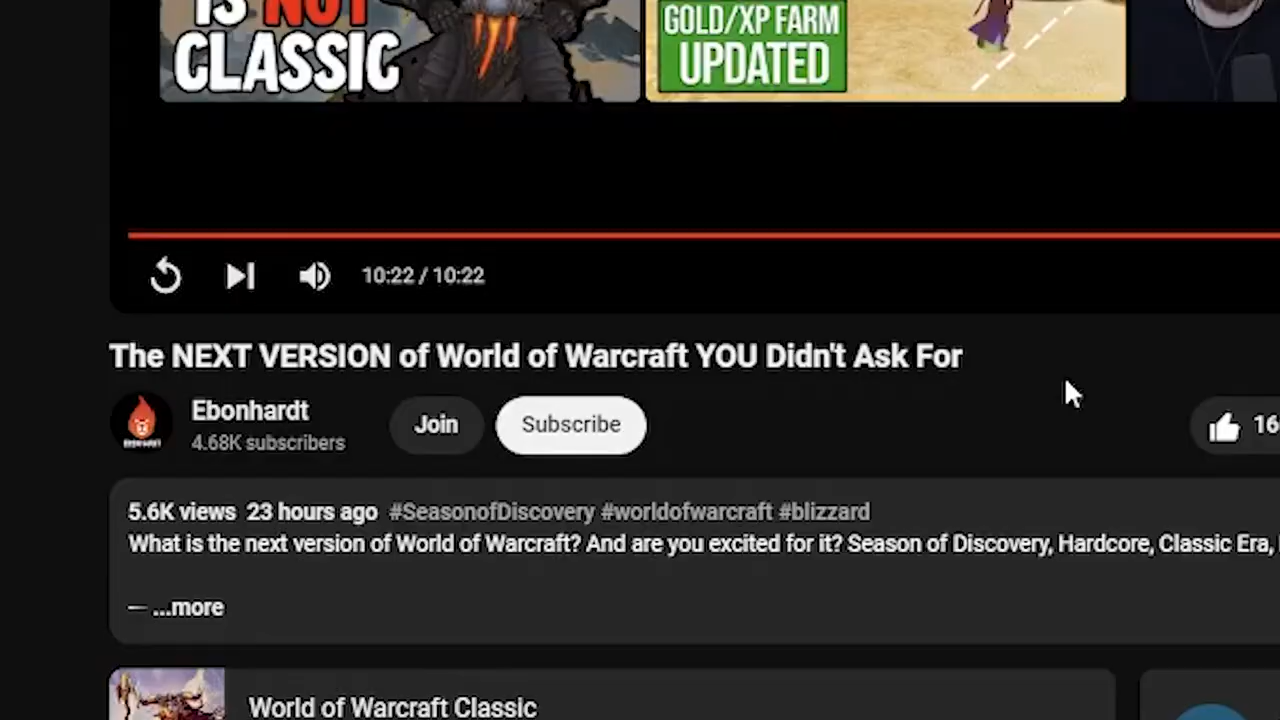 IS NOT
CLASSIC
GOLD/XP FARM
UPDATED
10:22 / 10:22
The NEXT VERSION of World of Warcraft YOU Didn't Ask For
Ebonhardt
4.68K subscribers
Join
Subscribe
16
5.6K views 23 hours ago #SeasonofDiscovery #worldofwarcraft #blizzard
What is the next version of World of Warcraft? And are you excited for it? Season of Discovery, Hardcore, Classic Era,
— ...more
World of Warcraft Classic